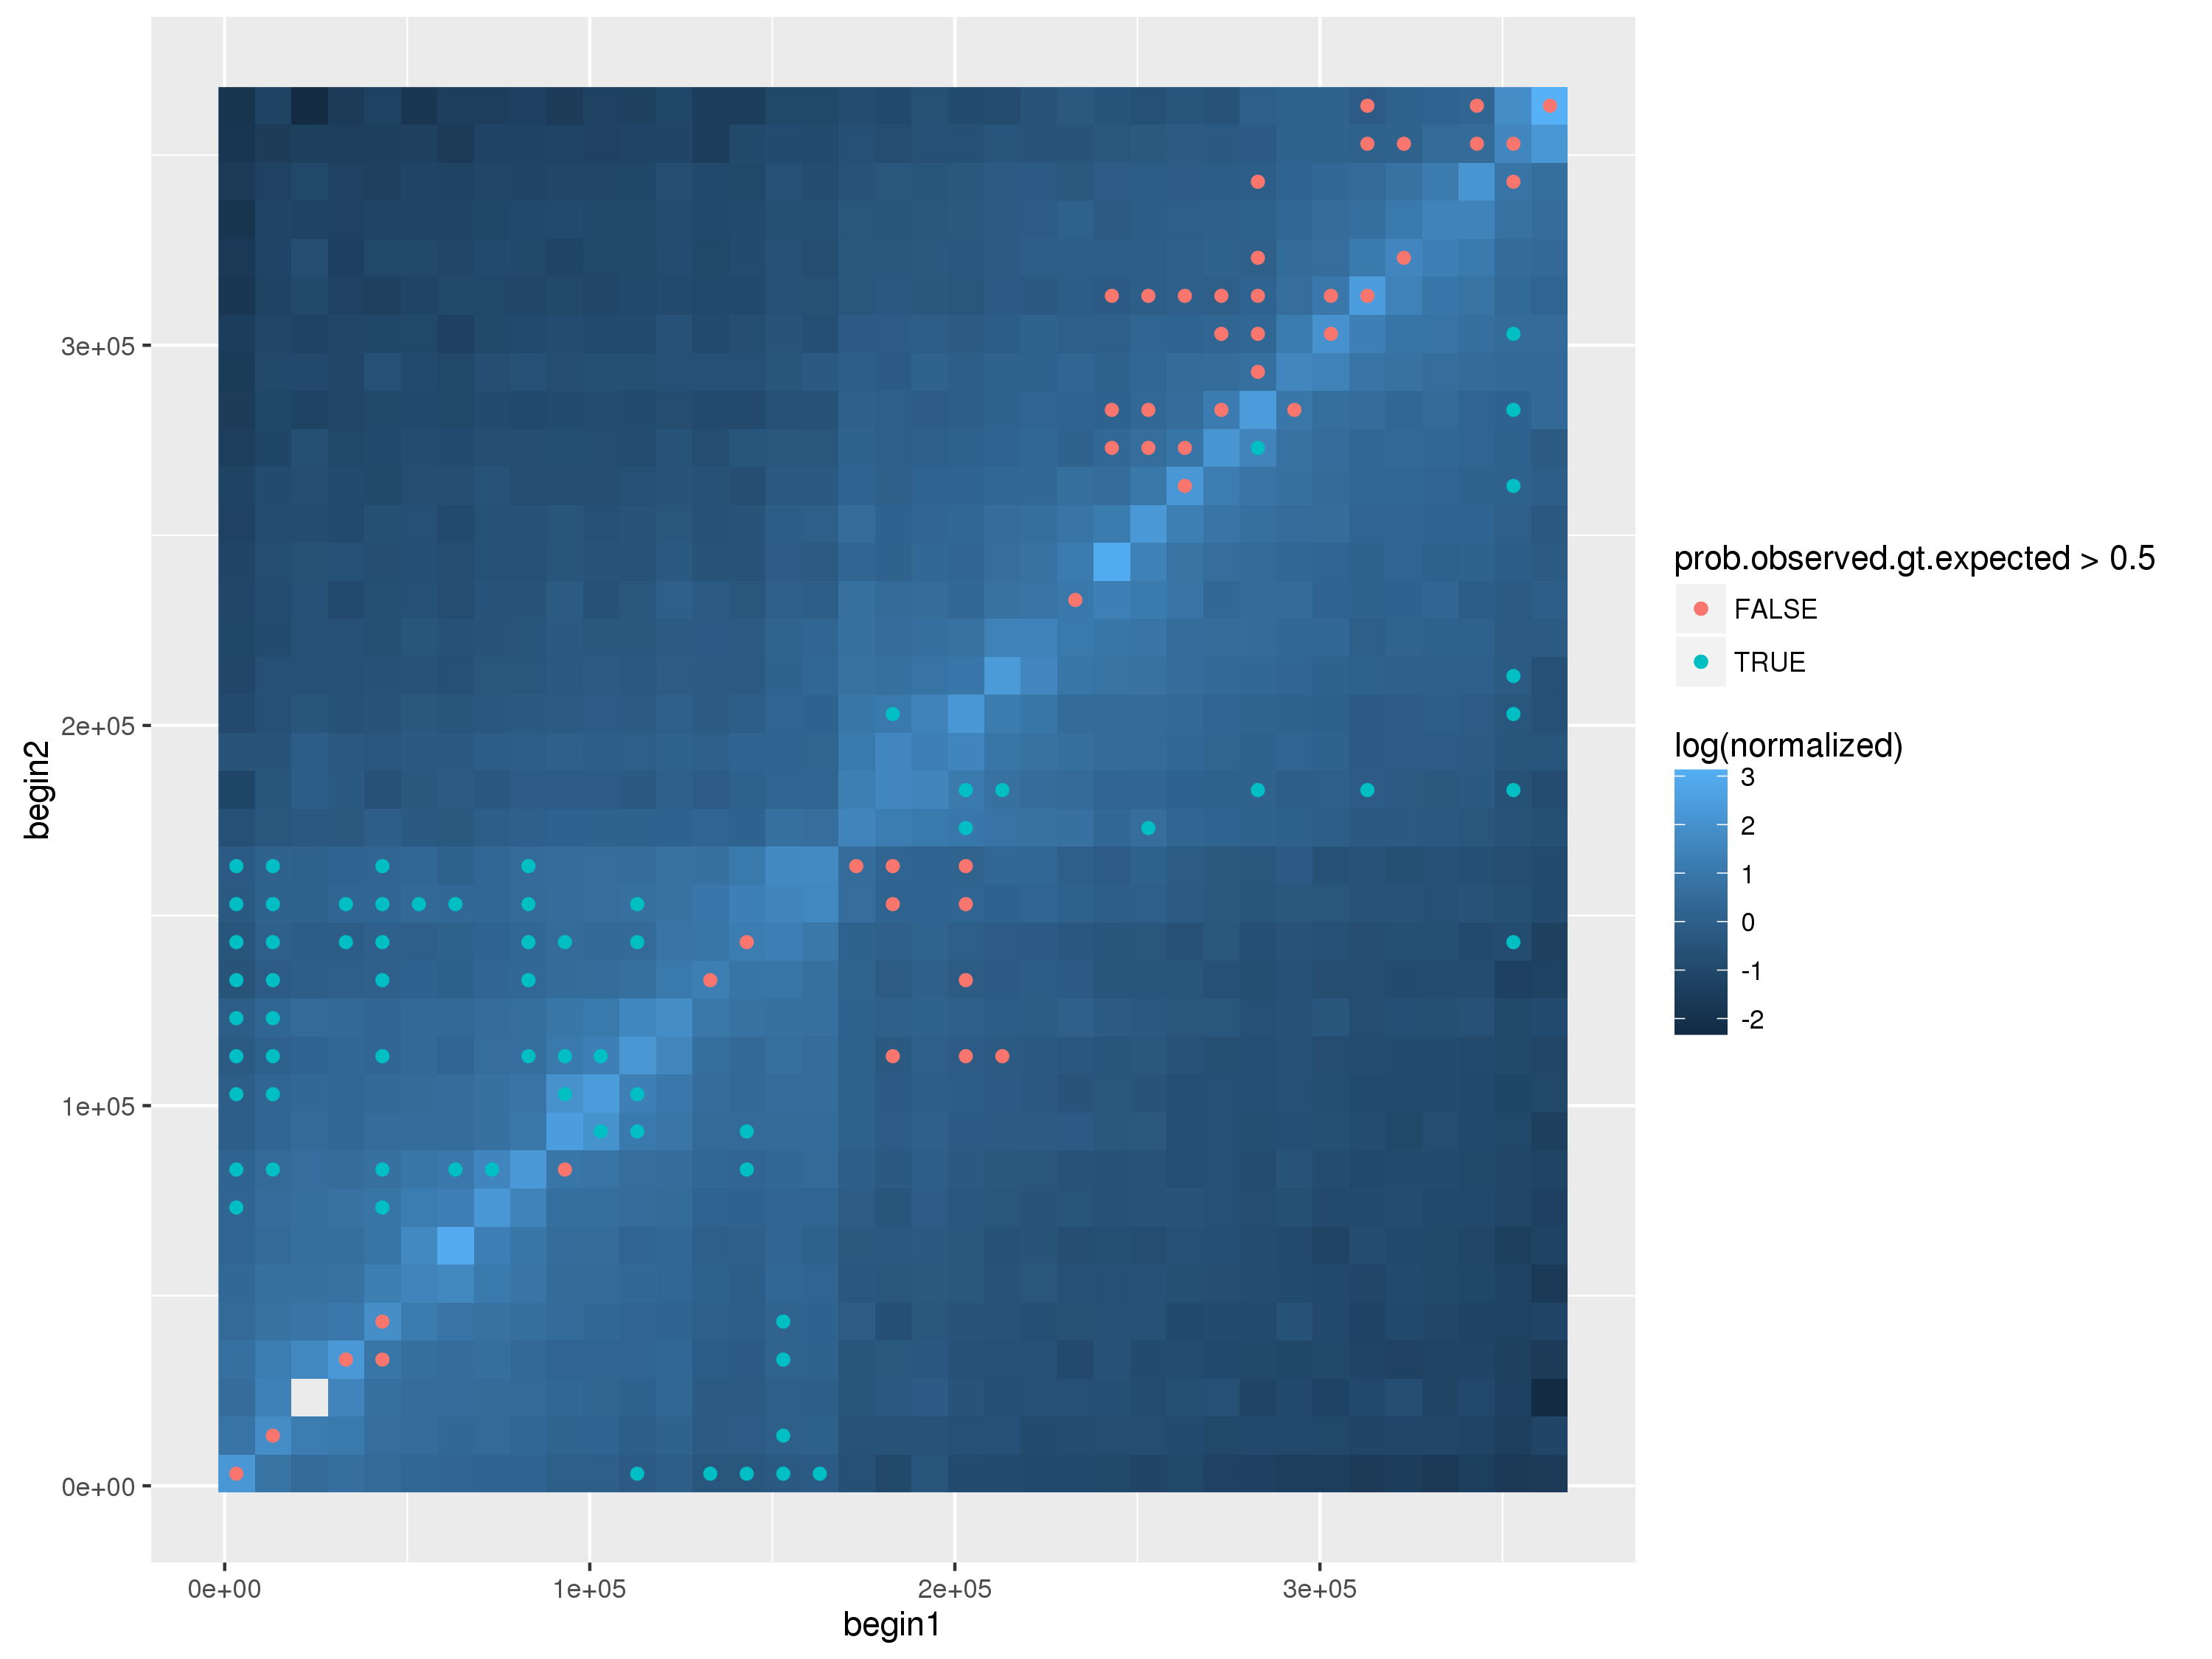 3e+05
2e+05
1e+05
0e+00
begin2
0e+00 1e+05 2e+05 3e+05
begin1
prob.observed.gt.expected > 0.5
FALSE
TRUE
log(normalized)
3
2
1
0
-1
-2